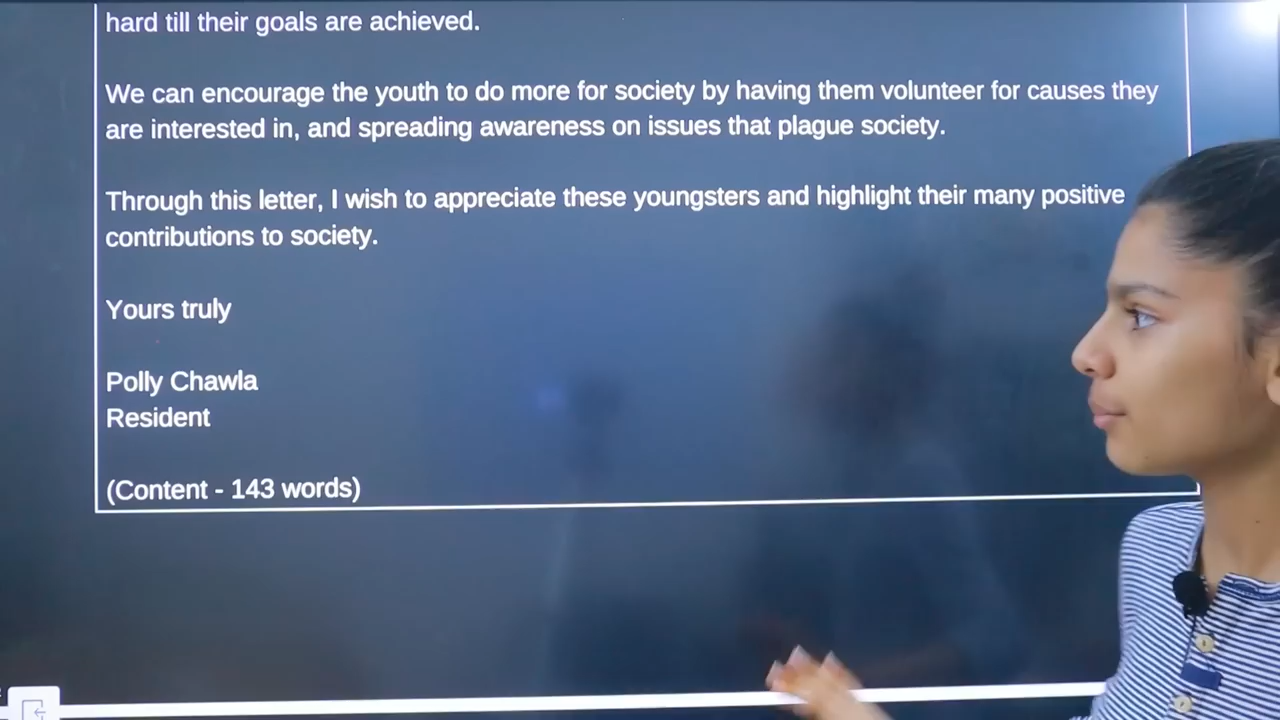 hard till their goals are achieved.
We can encourage the youth to do more for society by having them volunteer for causes they
are interested in, and spreading awareness on issues that plague society.
Through this letter, I wish to appreciate these youngsters and highlight their many positive
contributions to society.
Yours truly
Polly Chawla
Resident
(Content - 143 words)